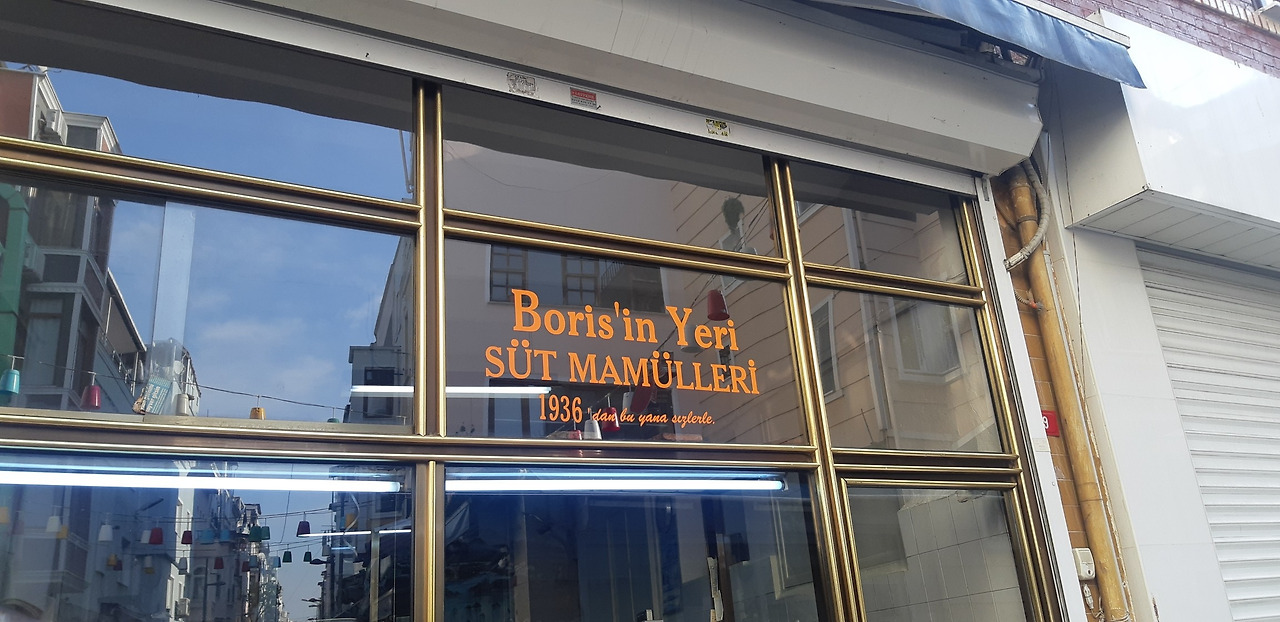 Boris'in Yeri
SÜT MAMÜLLERİ
1936 'dan bu yana sizlerle.